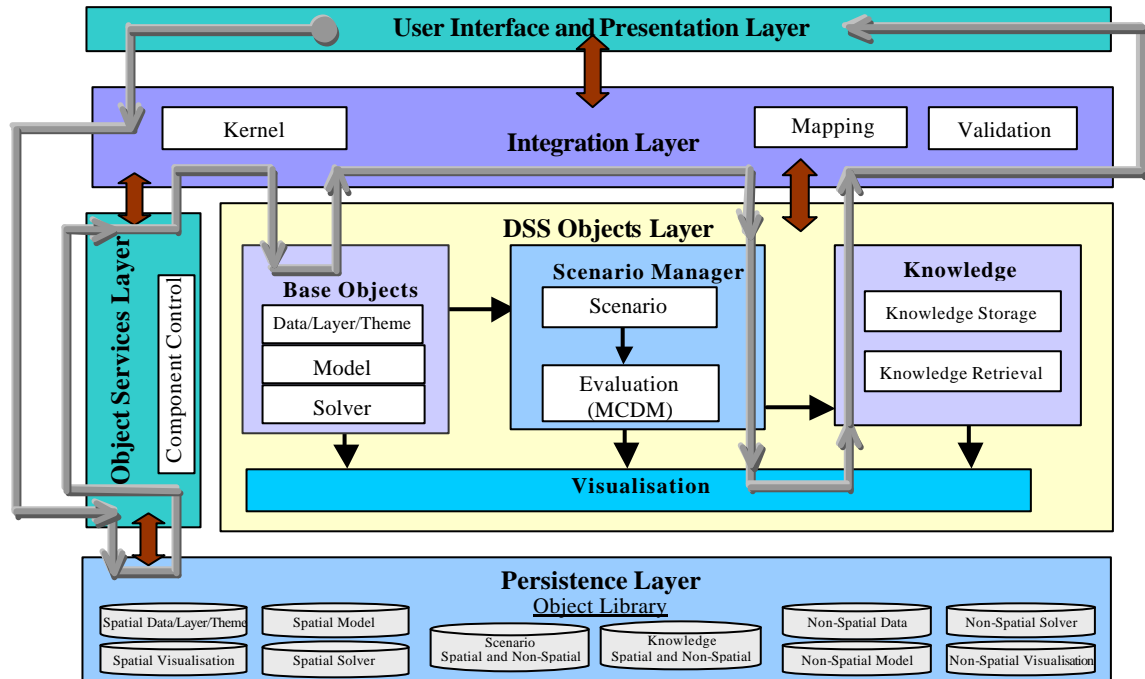 User Interface and Presentation Layer
Kernel
Integration Layer
Mapping
Validation
Object Services Layer
Component Control
DSS Objects Layer
Base Objects
Data/Layer/Theme
Model
Solver
Scenario Manager
Scenario
Evaluation
(MCDM)
Knowledge
Knowledge Storage
Knowledge Retrieval
Visualisation
Persistence Layer
Object Library
Spatial Data/Layer/Theme
Spatial Visualisation
Spatial Model
Spatial Solver
Scenario
Spatial and Non-Spatial
Knowledge
Spatial and Non-Spatial
Non-Spatial Data
Non-Spatial Model
Non-Spatial Solver
Non-Spatial Visualisation